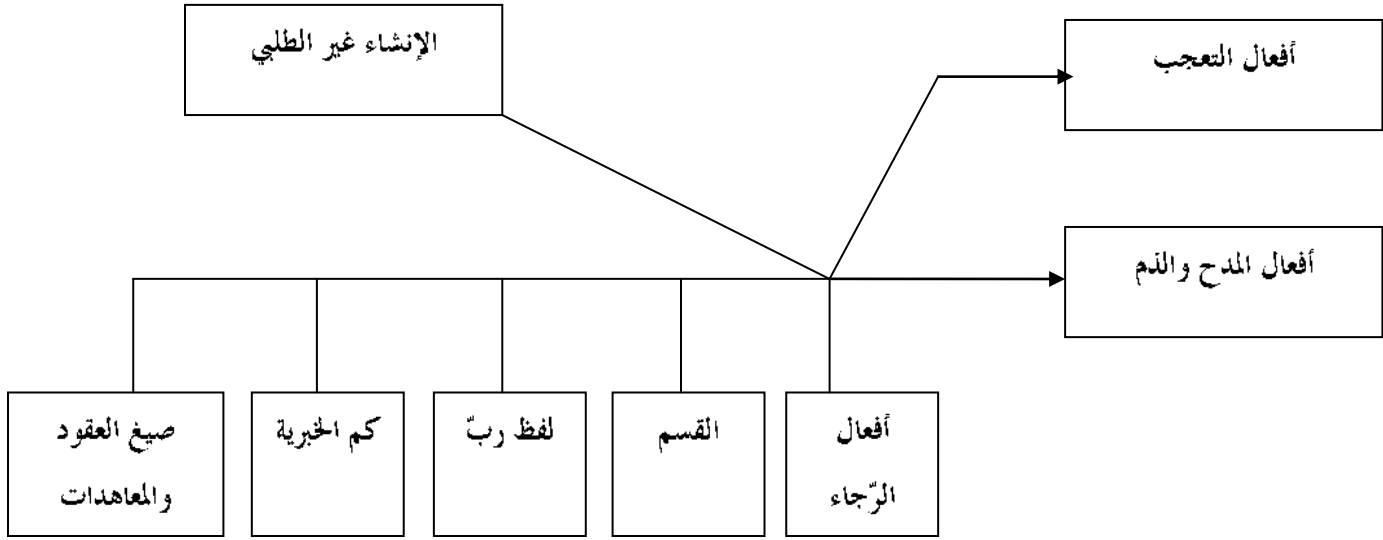 الإنشاء غير الطلبي
أفعال التعجب
أفعال المدح والذم
أفعال
الرّجاء
القسم
لفظ ربّ
كم الخبرية
صيغ العقود
والمعاهدات